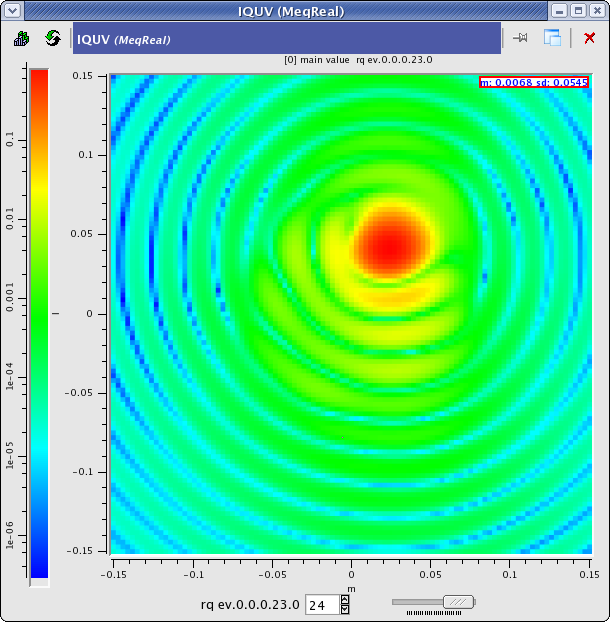 IQUV (MeqReal)
IQUV (MeqReal)
[0] main value rq ev.0.0.0.23.0
m: 0.0068 sd: 0.0545
0.1
0.01
0.001
1e-04
1e-05
1e-06
0.15
0.1
0.05
0
-0.05
-0.1
-0.15
-0.15
-0.1
-0.05
0
0.05
0.1
0.15
m
rq ev.0.0.0.23.0 24